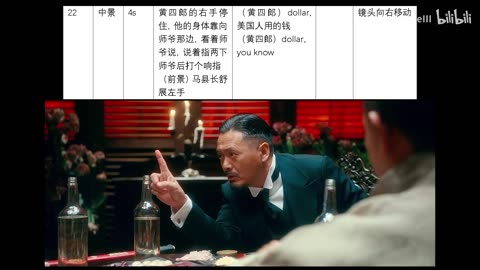 22
中景
4s
黄四郎的右手停
住，他的身体靠向
师爷那边，看着师
爷说，说着指两下
师爷后打个响指
（前景）马县长舒
展左手
（黄四郎）dollar，
美国人用的钱
（黄四郎）dollar，
you know
镜头向右移动
bilibili